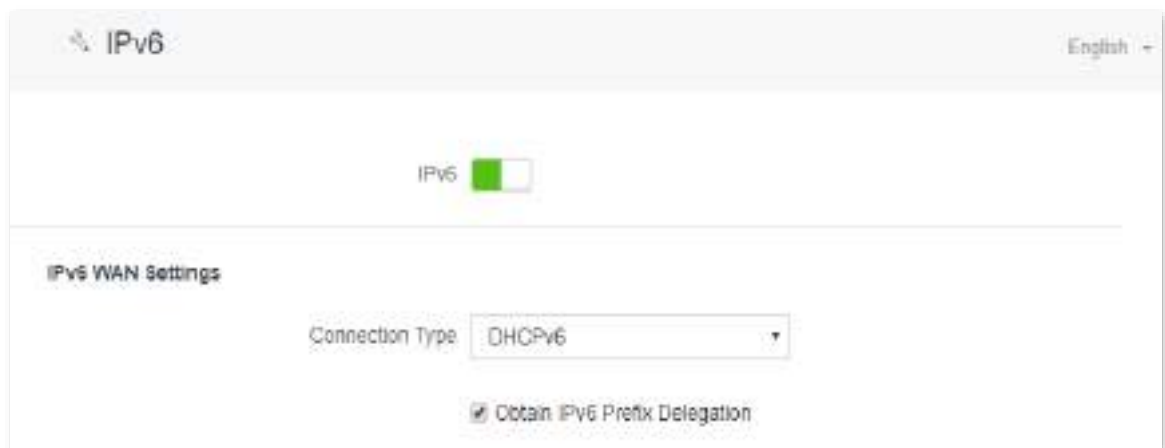 IPv6
English
IPv6
IPv6 WAN Settings
Connection Type DHCPv6
Obtain IPv6 Prefix Delegation